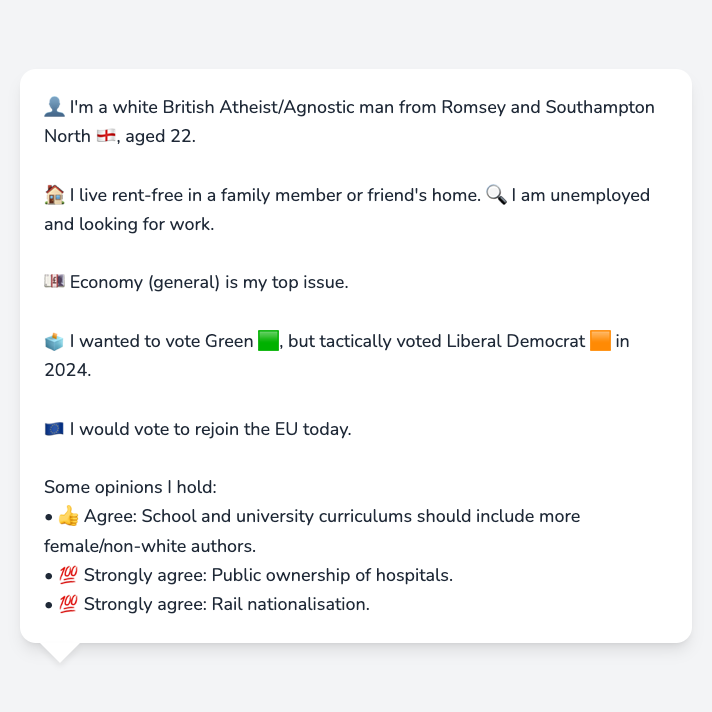 👤 I'm a white British Atheist/Agnostic man from Romsey and Southampton
North 🏴󠁧󠁢󠁥󠁮󠁧󠁿, aged 22.
🏠 I live rent-free in a family member or friend's home. 🔍 I am unemployed
and looking for work.
💷 Economy (general) is my top issue.
🗳️ I wanted to vote Green 🟩, but tactically voted Liberal Democrat 🟧 in
2024.
🇪🇺 I would vote to rejoin the EU today.
Some opinions I hold:
• 👍 Agree: School and university curriculums should include more
female/non-white authors.
• 💯 Strongly agree: Public ownership of hospitals.
• 💯 Strongly agree: Rail nationalisation.